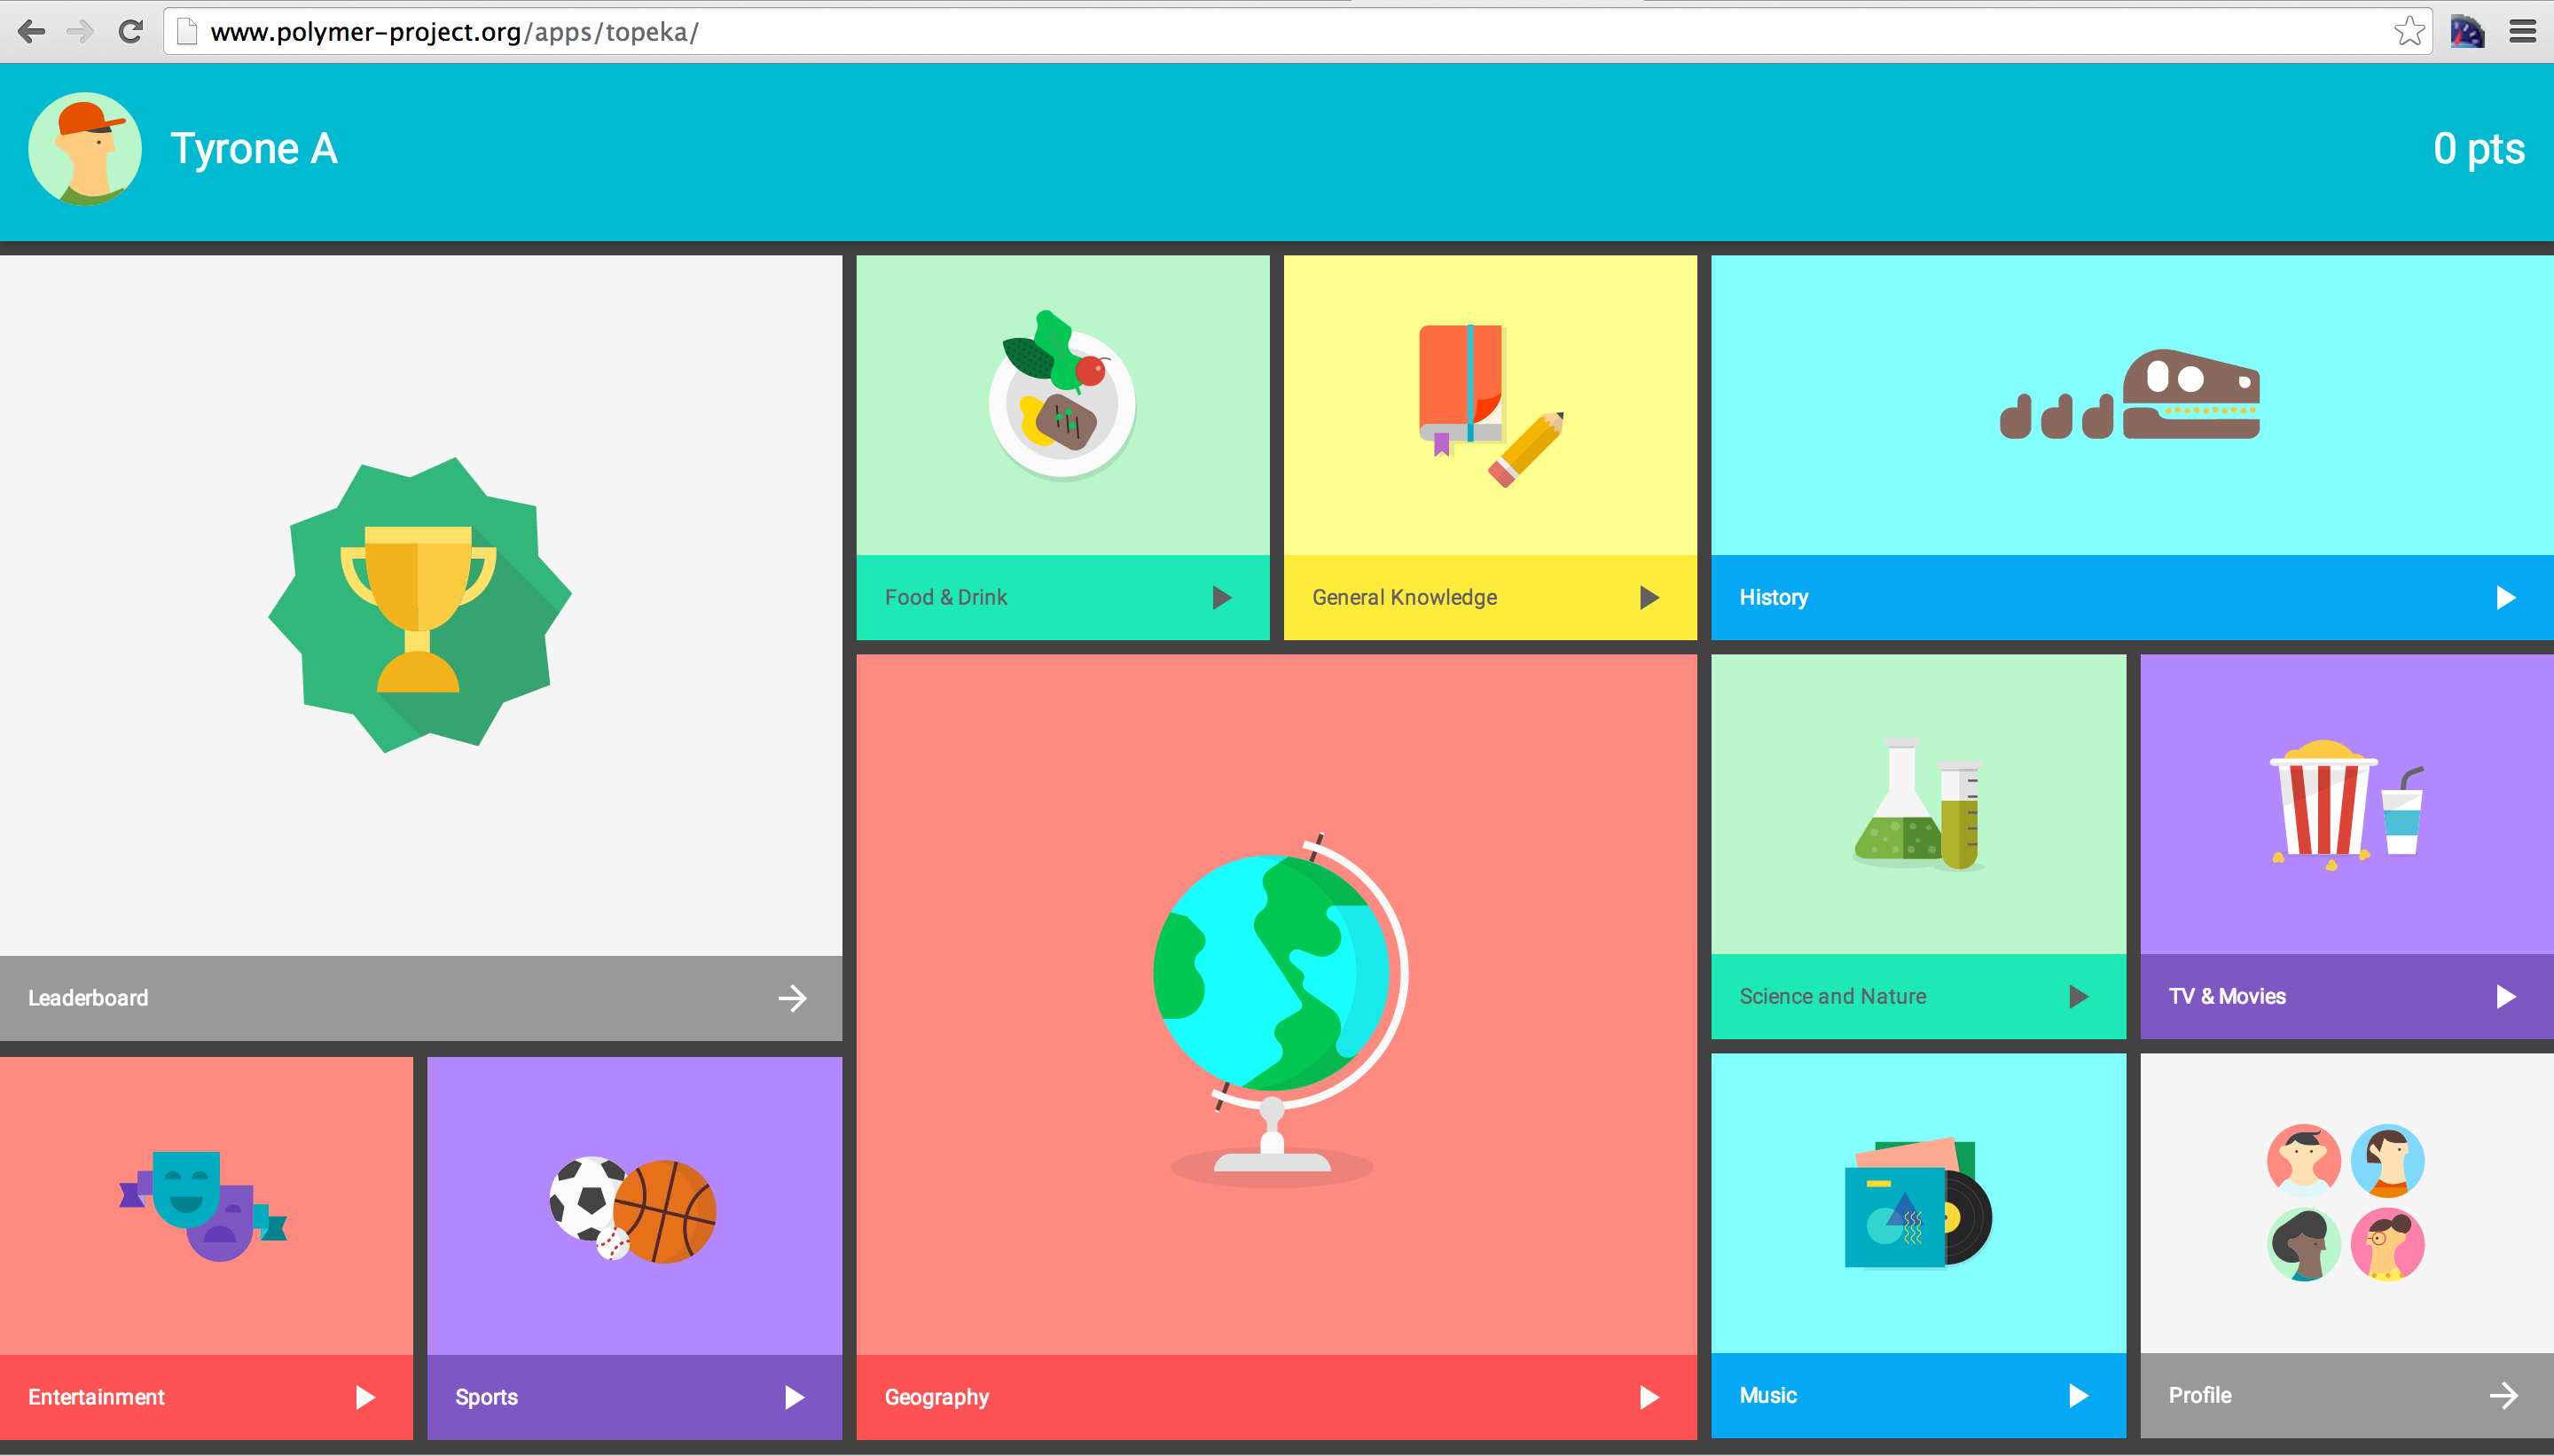 www.polymer-project.org/apps/topeka/
Tyrone A
0 pts
Food & Drink
General Knowledge
History
Leaderboard
Science and Nature
TV & Movies
Entertainment
Sports
Geography
Music
Profile